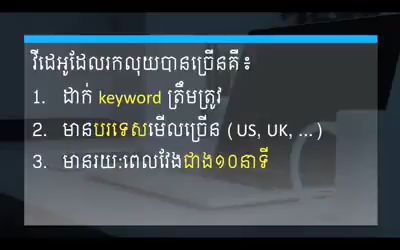 វីដេអូដែលរកលុយបានច្រើនគឺ៖
1. ដាក់ keyword ត្រឹមត្រូវ
2. មានបរទេសមើលច្រើន (US, UK, ...)
3. មានរយៈពេលវែងជាង១០នាទី